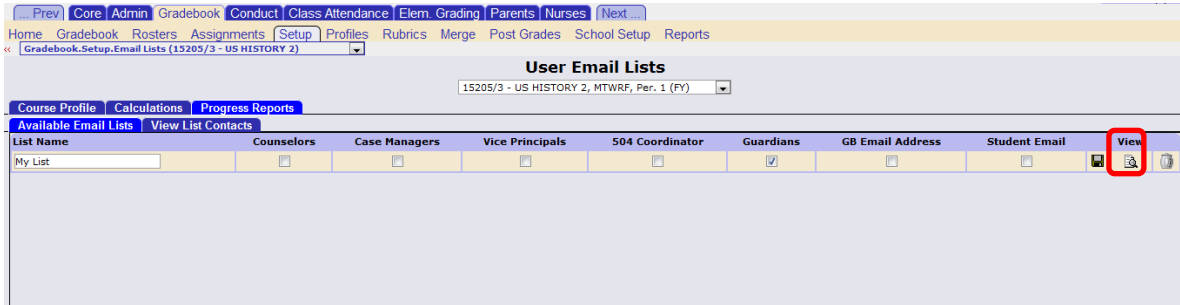 ... Prev Core Admin Gradebook Conduct Class Attendance Elem. Grading Parents Nurses Next ...
Home Gradebook Rosters Assignments Setup Profiles Rubrics Merge Post Grades School Setup Reports
« Gradebook.Setup.Email Lists (15205/3 - US HISTORY 2)
User Email Lists
15205/3 - US HISTORY 2, MTWRF, Per. 1 (FY)
Course Profile Calculations Progress Reports
Available Email Lists View List Contacts
List Name Counselors Case Managers Vice Principals 504 Coordinator Guardians GB Email Address Student Email View
My List